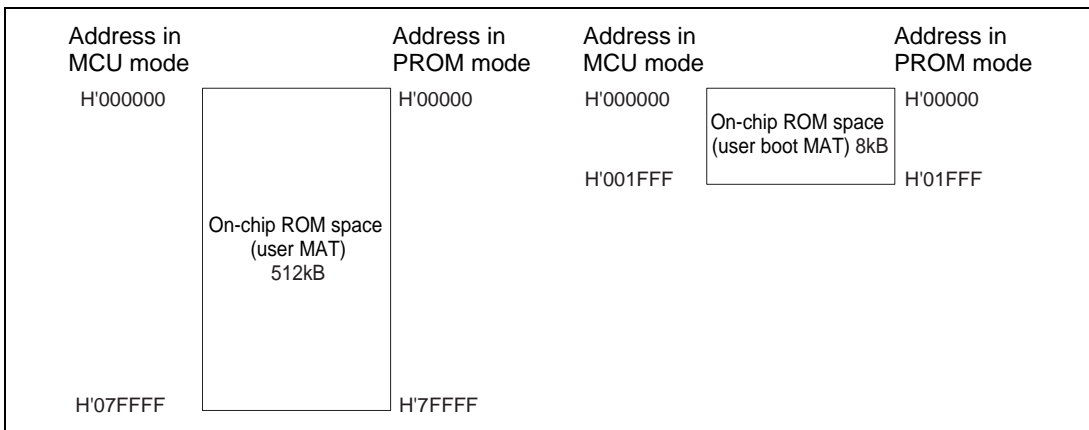 Address in
MCU mode
Address in
PROM mode
H'000000
H'00000
On-chip ROM space
(user MAT)
512kB
H'07FFFF
H'7FFFF
Address in
MCU mode
Address in
PROM mode
H'000000
H'00000
On-chip ROM space
(user boot MAT) 8kB
H'001FFF
H'01FFF